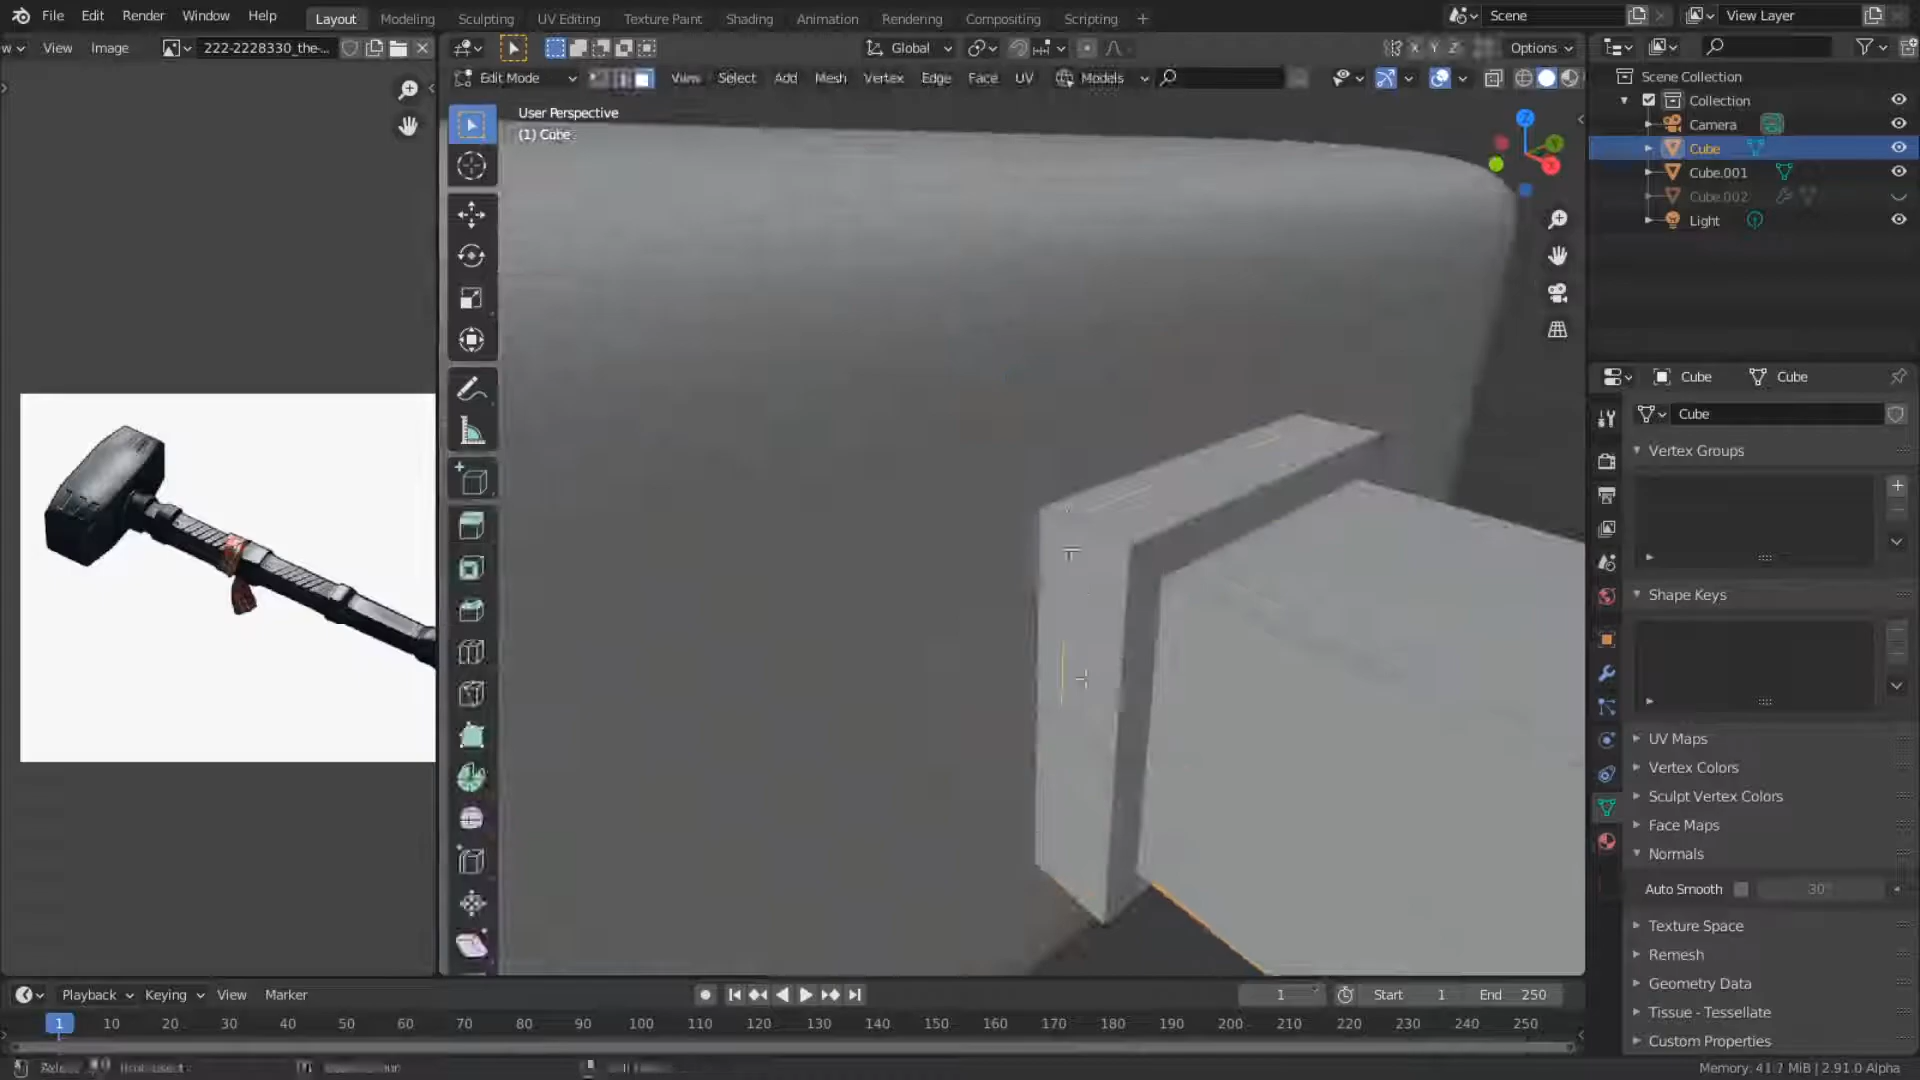 File Edit Render Window Help Layout Modeling Sculpting UV Editing Texture Paint Shading Animation Rendering Compositing Scripting + Scene View Layer
View Image 222-2228330_the-... Global Options
Edit Mode View Select Add Mesh Vertex Edge Face UV Models
User Perspective
(1) Cube
Scene Collection
Collection
Camera
Cube
Cube.001
Cube.002
Light
Cube Cube
Cube
Vertex Groups
Shape Keys
UV Maps
Vertex Colors
Sculpt Vertex Colors
Face Maps
Normals
Auto Smooth 30°
Texture Space
Remesh
Geometry Data
Tissue - Tessellate
Custom Properties
Playback Keying View Marker 1 Start 1 End 250
1 10 20 30 40 50 60 70 80 90 100 110 120 130 140 150 160 170 180 190 200 210 220 230 240 250
Memory: 41.7 MiB | 2.91.0 Alpha